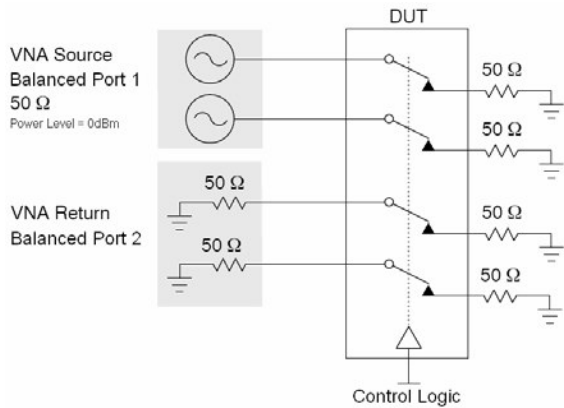 DUT
VNA Source
Balanced Port 1
50 Ω
Power Level = 0dBm
50 Ω
50 Ω
VNA Return
Balanced Port 2
50 Ω
50 Ω
50 Ω
50 Ω
Control Logic